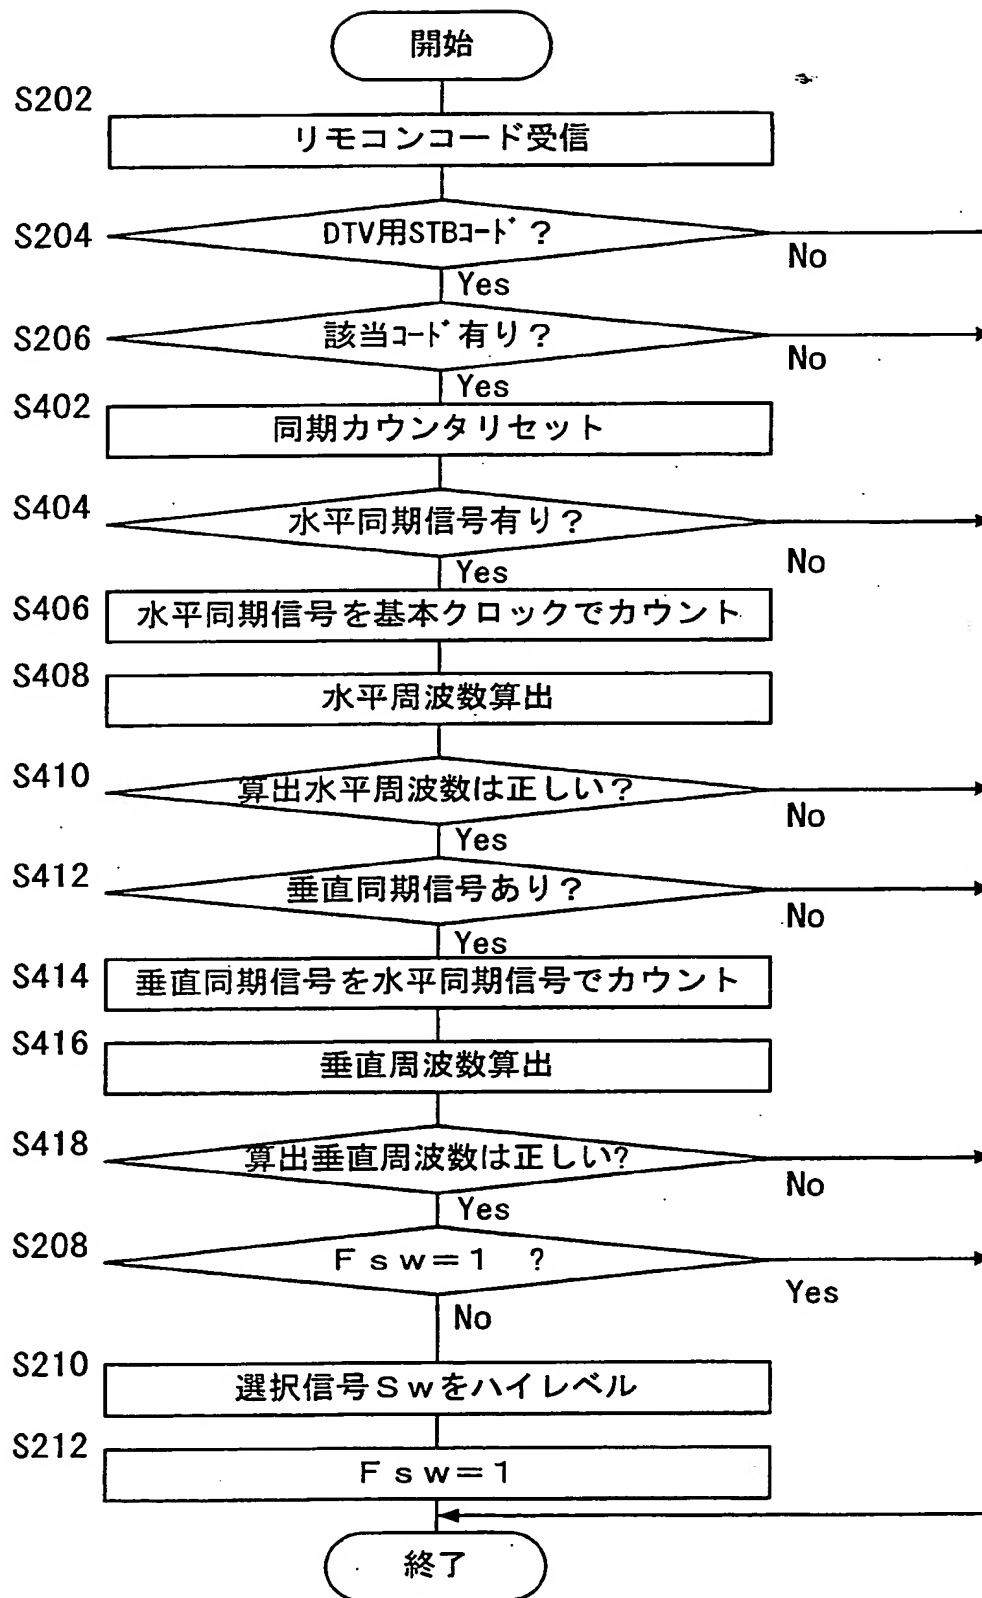 開始
S202
リモコンコード受信
S204
DTV用STBｺｰﾄﾞ?
No
Yes
S206
該当ｺｰﾄﾞ有り?
No
Yes
S402
同期カウンタリセット
S404
水平同期信号有り?
No
Yes
S406
水平同期信号を基本クロックでカウント
S408
水平周波数算出
S410
算出水平周波数は正しい?
No
Yes
S412
垂直同期信号あり?
No
Yes
S414
垂直同期信号を水平同期信号でカウント
S416
垂直周波数算出
S418
算出垂直周波数は正しい?
No
Yes
S208
Fsw=1 ?
Yes
No
S210
選択信号Swをハイレベル
S212
Fsw=1
終了